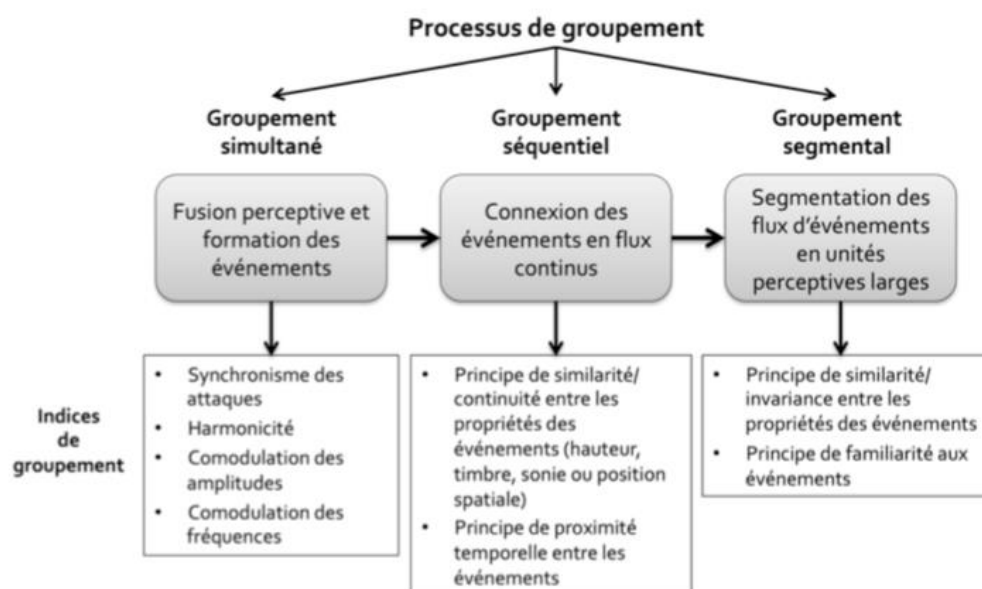 Processus de groupement
Groupement
simultané
Groupement
séquentiel
Groupement
segmental
Fusion perceptive et
formation des
événements
Connexion des
événements en flux
continus
Segmentation des
flux d'événements
en unités
perceptives larges
Indices
de
groupement
• Synchronisme des
attaques
• Harmonicité
• Comodulation des
amplitudes
• Comodulation des
fréquences
• Principe de similarité/
continuité entre les
propriétés des
événements (hauteur,
timbre, sonie ou position
spatiale)
• Principe de proximité
temporelle entre les
événements
• Principe de similarité/
invariance entre les
propriétés des événements
• Principe de familiarité aux
événements